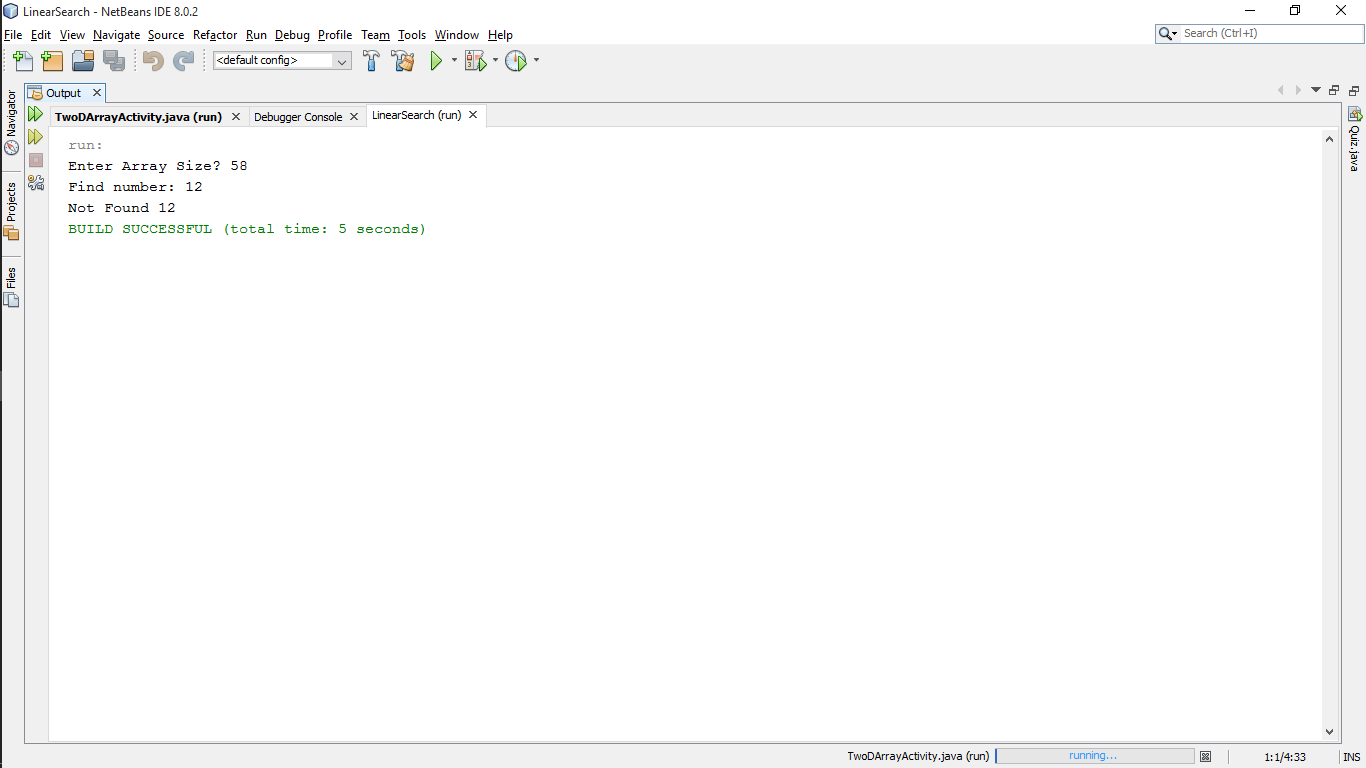 LinearSearch - NetBeans IDE 8.0.2
File Edit View Navigate Source Refactor Run Debug Profile Team Tools Window Help
Search (Ctrl+I)
<default config>
Output
TwoDArrayActivity.java (run) Debugger Console LinearSearch (run)
Navigator
Projects
Files
run:
Enter Array Size? 58
Find number: 12
Not Found 12
BUILD SUCCESSFUL (total time: 5 seconds)
Quiz.java
TwoDArrayActivity.java (run) running... 1:1/4:33 INS